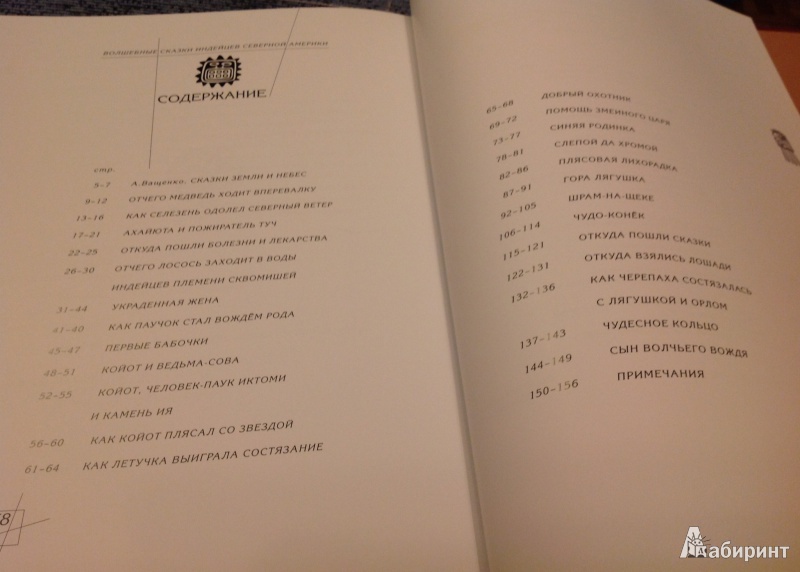 ВОЛШЕБНЫЕ СКАЗКИ ИНДЕЙЦЕВ СЕВЕРНОЙ АМЕРИКИ
СОДЕРЖАНИЕ
стр.
5–7 А.Ващенко. СКАЗКИ ЗЕМЛИ И НЕБЕС
9–12 ОТЧЕГО МЕДВЕДЬ ХОДИТ ВПЕРЕВАЛКУ
13–16 КАК СЕЛЕЗЕНЬ ОДОЛЕЛ СЕВЕРНЫЙ ВЕТЕР
17–21 АХАЙЮТА И ПОЖИРАТЕЛЬ ТУЧ
22–25 ОТКУДА ПОШЛИ БОЛЕЗНИ И ЛЕКАРСТВА
26–30 ОТЧЕГО ЛОСОСЬ ЗАХОДИТ В ВОДЫ
ИНДЕЙЦЕВ ПЛЕМЕНИ СКВОМИШЕЙ
31–44 УКРАДЕННАЯ ЖЕНА
41–40 КАК ПАУЧОК СТАЛ ВОЖДЁМ РОДА
45–47 ПЕРВЫЕ БАБОЧКИ
48–51 КОЙОТ И ВЕДЬМА-СОВА
52–55 КОЙОТ, ЧЕЛОВЕК-ПАУК ИКТОМИ
И КАМЕНЬ ИЯ
56–60 КАК КОЙОТ ПЛЯСАЛ СО ЗВЕЗДОЙ
61–64 КАК ЛЕТУЧКА ВЫИГРАЛА СОСТЯЗАНИЕ
65–68 ДОБРЫЙ ОХОТНИК
69–72 ПОМОЩЬ ЗМЕИНОГО ЦАРЯ
73–77 СИНЯЯ РОДИНКА
78–81 СЛЕПОЙ ДА ХРОМОЙ
82–86 ПЛЯСОВАЯ ЛИХОРАДКА
87–91 ГОРА ЛЯГУШКА
92–105 ШРАМ-НА-ЩЕКЕ
106–114 ЧУДО-КОНЁК
115–121 ОТКУДА ПОШЛИ СКАЗКИ
122–131 ОТКУДА ВЗЯЛИСЬ ЛОШАДИ
132–136 КАК ЧЕРЕПАХА СОСТЯЗАЛАСЬ
С ЛЯГУШКОЙ И ОРЛОМ
137–143 ЧУДЕСНОЕ КОЛЬЦО
144–149 СЫН ВОЛЧЬЕГО ВОЖДЯ
150–156 ПРИМЕЧАНИЯ
Лабиринт